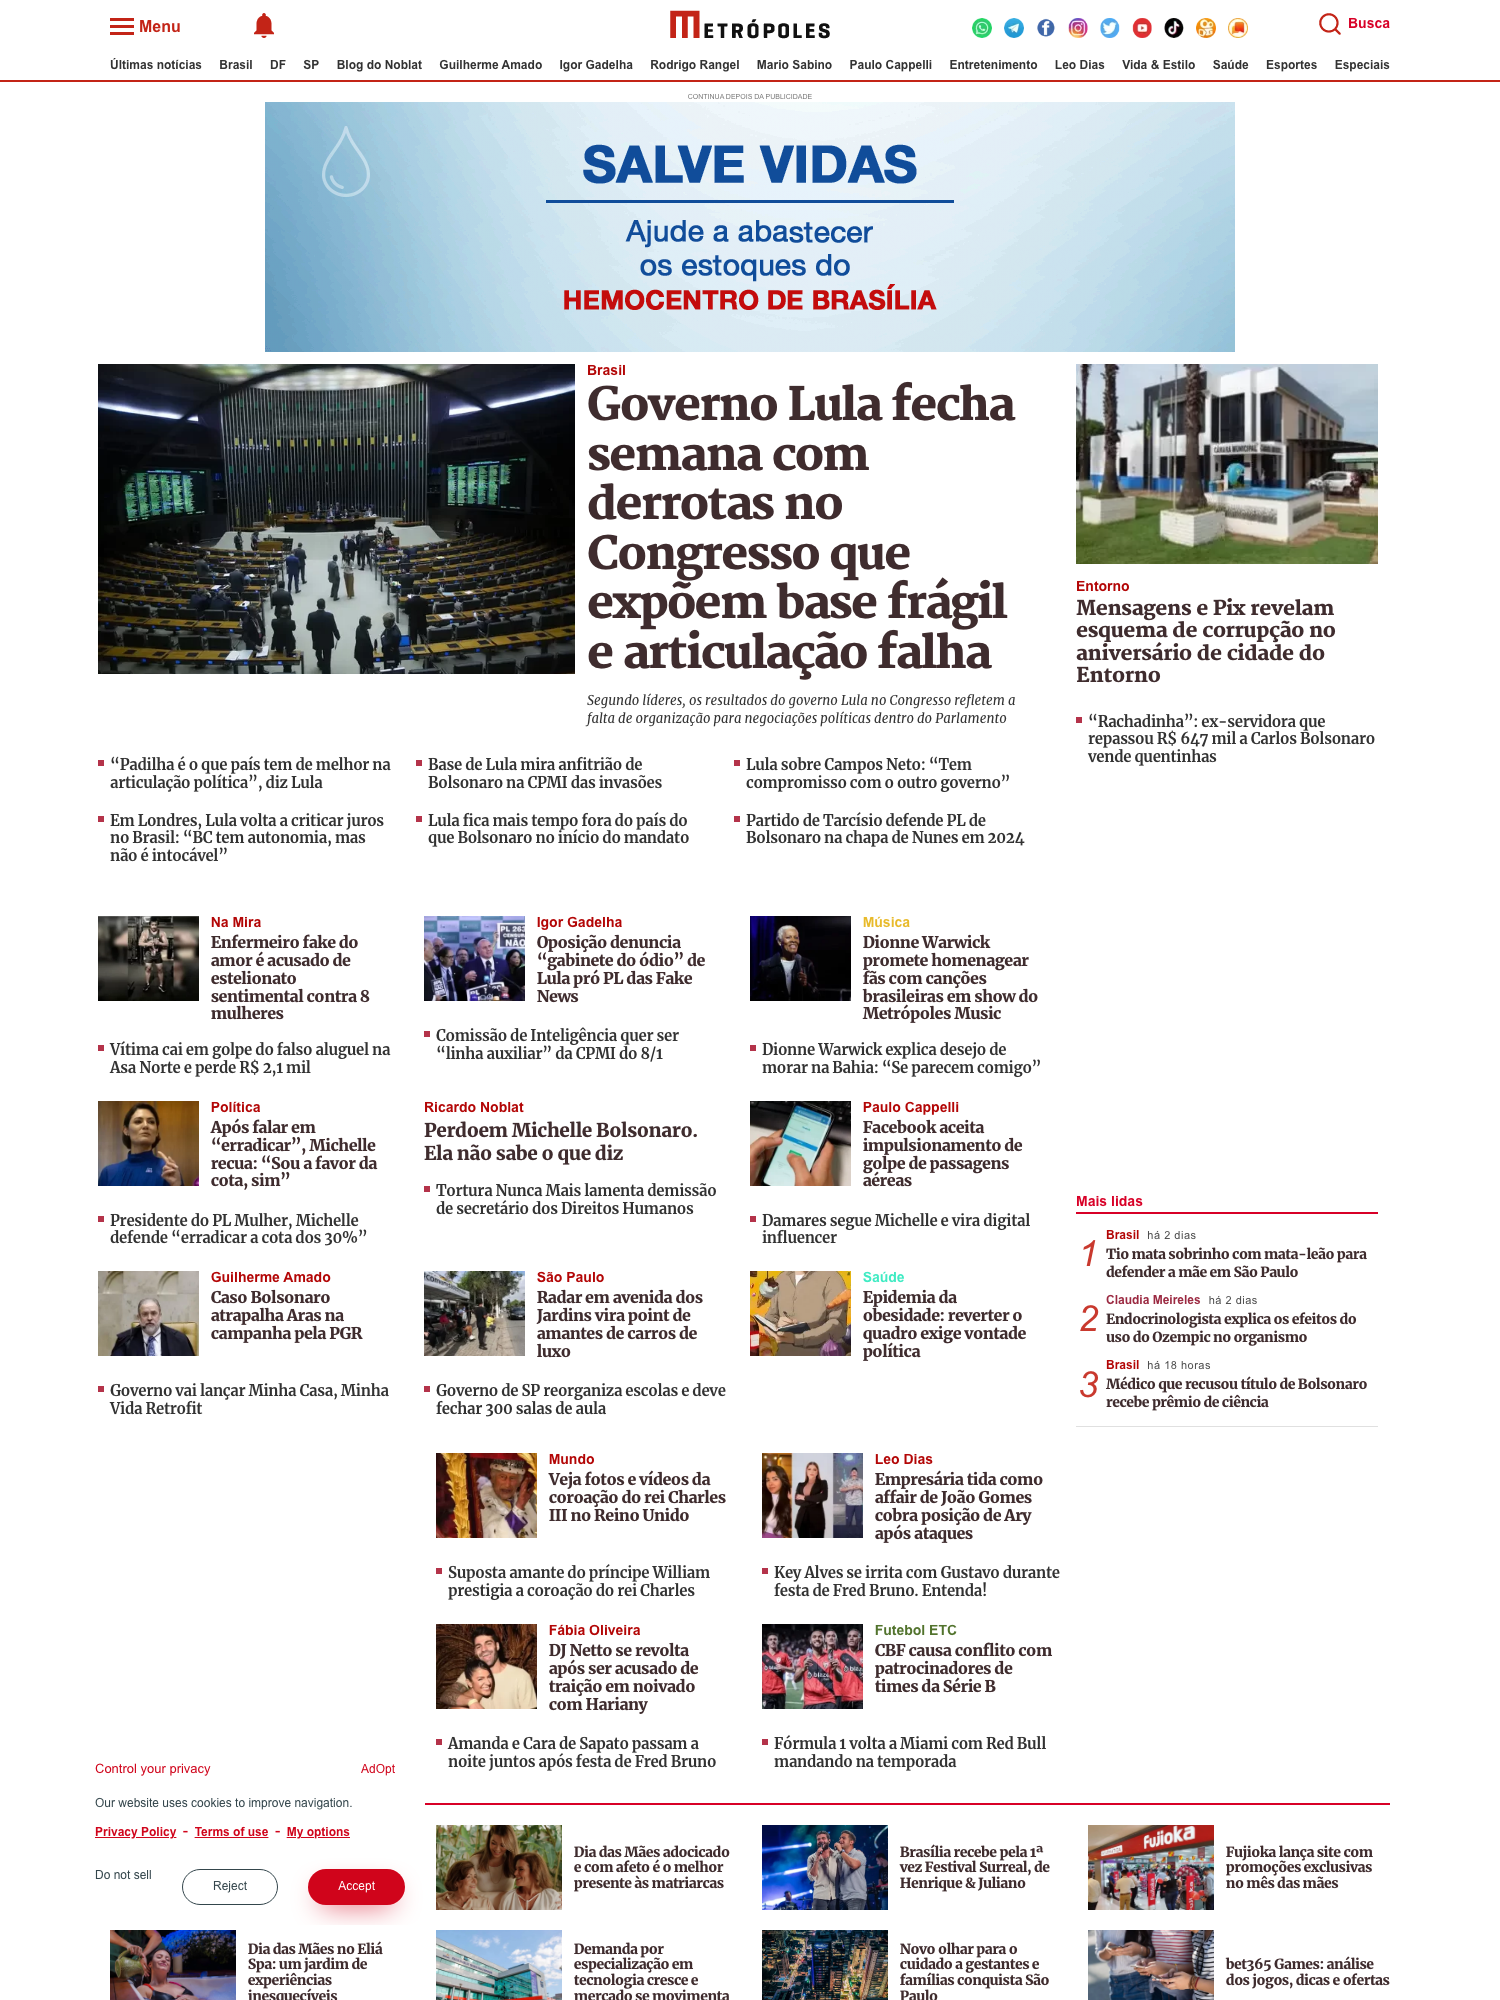 Menu
METRÓPOLES
Busca
Últimas notícias Brasil DF SP Blog do Noblat Guilherme Amado Igor Gadelha Rodrigo Rangel Mario Sabino Paulo Cappelli Entretenimento Leo Dias Vida & Estilo Saúde Esportes Especiais
CONTINUA DEPOIS DA PUBLICIDADE
SALVE VIDAS
Ajude a abastecer
os estoques do
HEMOCENTRO DE BRASÍLIA
Brasil
Governo Lula fecha
semana com
derrotas no
Congresso que
expõem base frágil
e articulação falha
Segundo líderes, os resultados do governo Lula no Congresso refletem a
falta de organização para negociações políticas dentro do Parlamento
CÂMARA MUNICIPAL
Entorno
Mensagens e Pix revelam
esquema de corrupção no
aniversário de cidade do
Entorno
“Rachadinha”: ex-servidora que
repassou R$ 647 mil a Carlos Bolsonaro
vende quentinhas
“Padilha é o que país tem de melhor na
articulação política”, diz Lula
Base de Lula mira anfitrião de
Bolsonaro na CPMI das invasões
Lula sobre Campos Neto: “Tem
compromisso com o outro governo”
Em Londres, Lula volta a criticar juros
no Brasil: “BC tem autonomia, mas
não é intocável”
Lula fica mais tempo fora do país do
que Bolsonaro no início do mandato
Partido de Tarcísio defende PL de
Bolsonaro na chapa de Nunes em 2024
Na Mira
Enfermeiro fake do
amor é acusado de
estelionato
sentimental contra 8
mulheres
Vítima cai em golpe do falso aluguel na
Asa Norte e perde R$ 2,1 mil
Igor Gadelha
Oposição denuncia
“gabinete do ódio” de
Lula pró PL das Fake
News
Comissão de Inteligência quer ser
“linha auxiliar” da CPMI do 8/1
Música
Dionne Warwick
promete homenagear
fãs com canções
brasileiras em show do
Metrópoles Music
Dionne Warwick explica desejo de
morar na Bahia: “Se parecem comigo”
Política
Após falar em
“erradicar”, Michelle
recua: “Sou a favor da
cota, sim”
Presidente do PL Mulher, Michelle
defende “erradicar a cota dos 30%”
Ricardo Noblat
Perdoem Michelle Bolsonaro.
Ela não sabe o que diz
Tortura Nunca Mais lamenta demissão
de secretário dos Direitos Humanos
Paulo Cappelli
Facebook aceita
impulsionamento de
golpe de passagens
aéreas
Damares segue Michelle e vira digital
influencer
Guilherme Amado
Caso Bolsonaro
atrapalha Aras na
campanha pela PGR
Governo vai lançar Minha Casa, Minha
Vida Retrofit
São Paulo
Radar em avenida dos
Jardins vira point de
amantes de carros de
luxo
Governo de SP reorganiza escolas e deve
fechar 300 salas de aula
Saúde
Epidemia da
obesidade: reverter o
quadro exige vontade
política
Mais lidas
1
Brasil há 2 dias
Tio mata sobrinho com mata-leão para
defender a mãe em São Paulo
2
Claudia Meireles há 2 dias
Endocrinologista explica os efeitos do
uso do Ozempic no organismo
3
Brasil há 18 horas
Médico que recusou título de Bolsonaro
recebe prêmio de ciência
Mundo
Veja fotos e vídeos da
coroação do rei Charles
III no Reino Unido
Suposta amante do príncipe William
prestigia a coroação do rei Charles
Leo Dias
Empresária tida como
affair de João Gomes
cobra posição de Ary
após ataques
Key Alves se irrita com Gustavo durante
festa de Fred Bruno. Entenda!
Fábia Oliveira
DJ Netto se revolta
após ser acusado de
traição em noivado
com Hariany
Amanda e Cara de Sapato passam a
noite juntos após festa de Fred Bruno
Futebol ETC
CBF causa conflito com
patrocinadores de
times da Série B
Fórmula 1 volta a Miami com Red Bull
mandando na temporada
Control your privacy
AdOpt
Our website uses cookies to improve navigation.
Privacy Policy - Terms of use - My options
Do not sell
Reject
Accept
Dia das Mães adocicado
e com afeto é o melhor
presente às matriarcas
Brasília recebe pela 1ª
vez Festival Surreal, de
Henrique & Juliano
Fujioka
Fujioka lança site com
promoções exclusivas
no mês das mães
Dia das Mães no Eliá
Spa: um jardim de
experiências
inesquecíveis
Demanda por
especialização em
tecnologia cresce e
mercado se movimenta
Novo olhar para o
cuidado a gestantes e
famílias conquista São
Paulo
bet365 Games: análise
dos jogos, dicas e ofertas